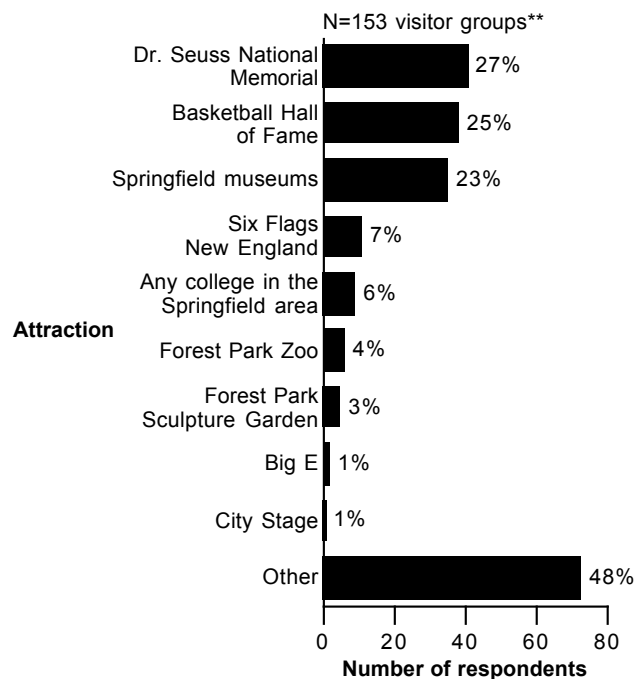 N=153 visitor groups**
Dr. Seuss National
Memorial
27%
Basketball Hall
of Fame
25%
Springfield museums
23%
Six Flags
New England
7%
Any college in the
Springfield area
6%
Attraction
Forest Park Zoo
4%
Forest Park
Sculpture Garden
3%
Big E
1%
City Stage
1%
Other
48%
0 20 40 60 80
Number of respondents